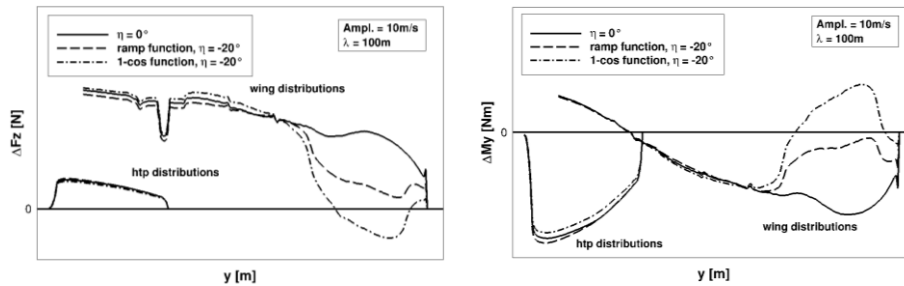 η = 0°
ramp function, η = -20°
1-cos function, η = -20°
Ampl. = 10m/s
λ = 100m
wing distributions
htp distributions
ΔFz [N]
0
y [m]
η = 0°
ramp function, η = -20°
1-cos function, η = -20°
Ampl. = 10m/s
λ = 100m
ΔMy [Nm]
0
htp distributions
wing distributions
y [m]